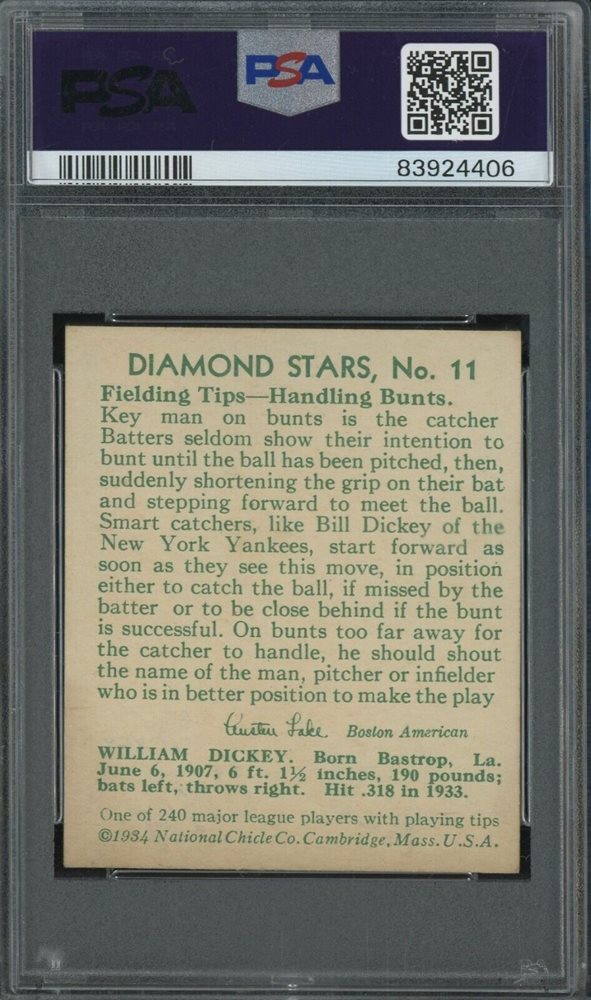 PSA
PSA
83924406
DIAMOND STARS, No. 11
Fielding Tips—Handling Bunts.
Key man on bunts is the catcher
Batters seldom show their intention to
bunt until the ball has been pitched, then,
suddenly shortening the grip on their bat
and stepping forward to meet the ball.
Smart catchers, like Bill Dickey of the
New York Yankees, start forward as
soon as they see this move, in position
either to catch the ball, if missed by the
batter or to be close behind if the bunt
is successful. On bunts too far away for
the catcher to handle, he should shout
the name of the man, pitcher or infielder
who is in better position to make the play
Austen Lake Boston American
WILLIAM DICKEY. Born Bastrop, La.
June 6, 1907, 6 ft. 1½ inches, 190 pounds;
bats left, throws right. Hit .318 in 1933.
One of 240 major league players with playing tips
©1934 National Chicle Co. Cambridge, Mass. U.S.A.